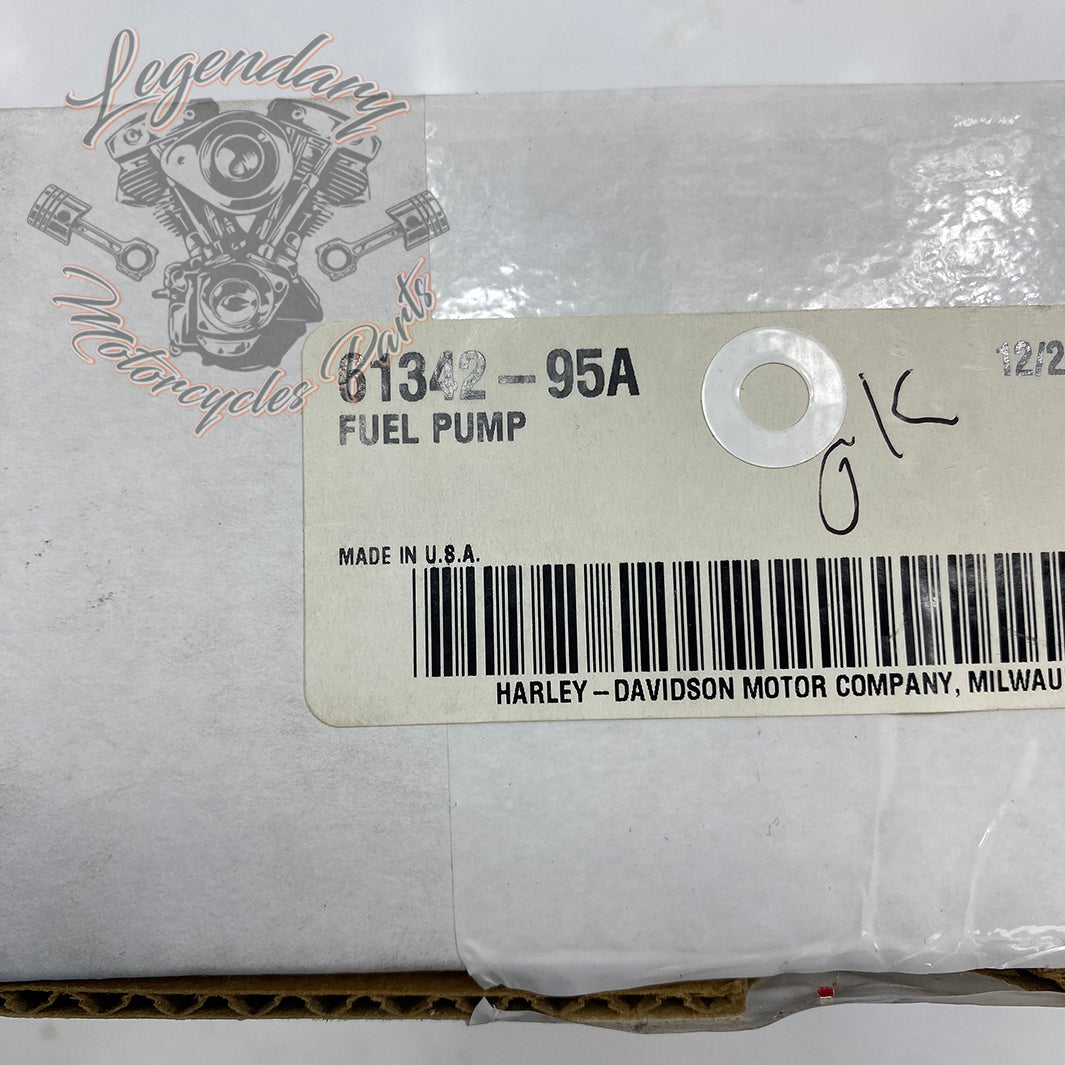 Legendary
Motorcycles Parts
61342-95A
12/2
FUEL PUMP
OK
MADE IN U.S.A.
HARLEY-DAVIDSON MOTOR COMPANY, MILWAU